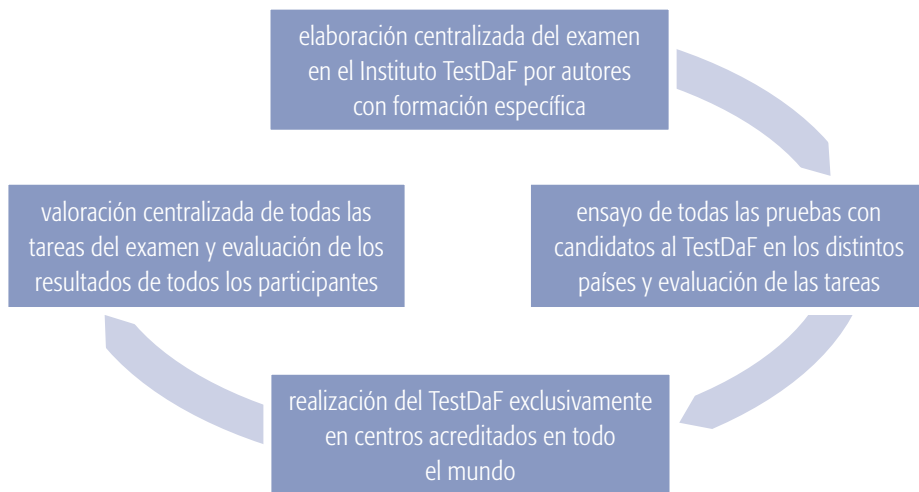 elaboración centralizada del examen
en el Instituto TestDaF por autores
con formación específica
ensayo de todas las pruebas con
candidatos al TestDaF en los distintos
países y evaluación de las tareas
realización del TestDaF exclusivamente
en centros acreditados en todo
el mundo
valoración centralizada de todas las
tareas del examen y evaluación de los
resultados de todos los participantes